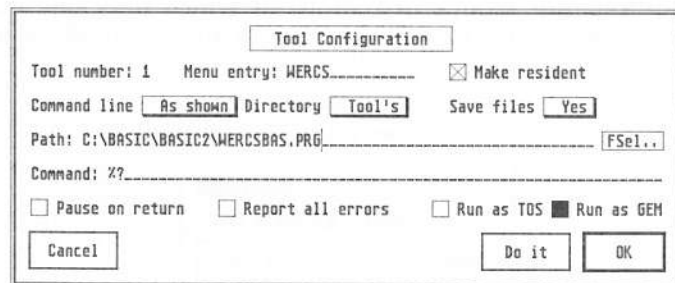 Tool Configuration
Tool number: 1 Menu entry: WERCS__________ Make resident
Command line As shown Directory Tool's Save files Yes
Path: C:\BASIC\BASIC2\WERCSBAS.PRG FSel..
Command: %?
Pause on return Report all errors Run as TOS Run as GEM
Cancel Do it OK